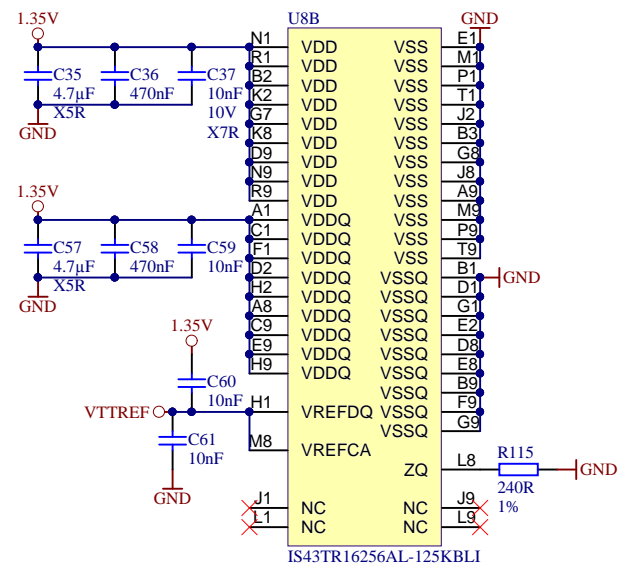 1.35V
U8B
GND
N1 VDD VSS E1
R1 VDD VSS M1
C35 C36 C37 B2 VDD VSS P1
4.7µF 470nF 10nF K2 VDD VSS T1
X5R 10V G7 VDD VSS J2
GND X7R K8 VDD VSS B3
D9 VDD VSS G8
N9 VDD VSS J8
R9 VDD VSS A9
1.35V
A1 VDDQ VSS M9
C1 VDDQ VSS P9
C57 C58 C59 F1 VDDQ VSS T9
4.7µF 470nF 10nF D2 VDDQ VSSQ B1 GND
X5R H2 VDDQ VSSQ D1
GND A8 VDDQ VSSQ G1
1.35V C9 VDDQ VSSQ E2
E9 VDDQ VSSQ D8
H9 VDDQ VSSQ E8
C60 VSSQ B9
10nF
VTTREF H1 VREFDQ VSSQ F9
VSSQ G9
C61 M8 VREFCA
10nF
R115
ZQ L8 GND
240R
1%
GND
J1 NC NC J9
L1 NC NC L9
IS43TR16256AL-125KBLI